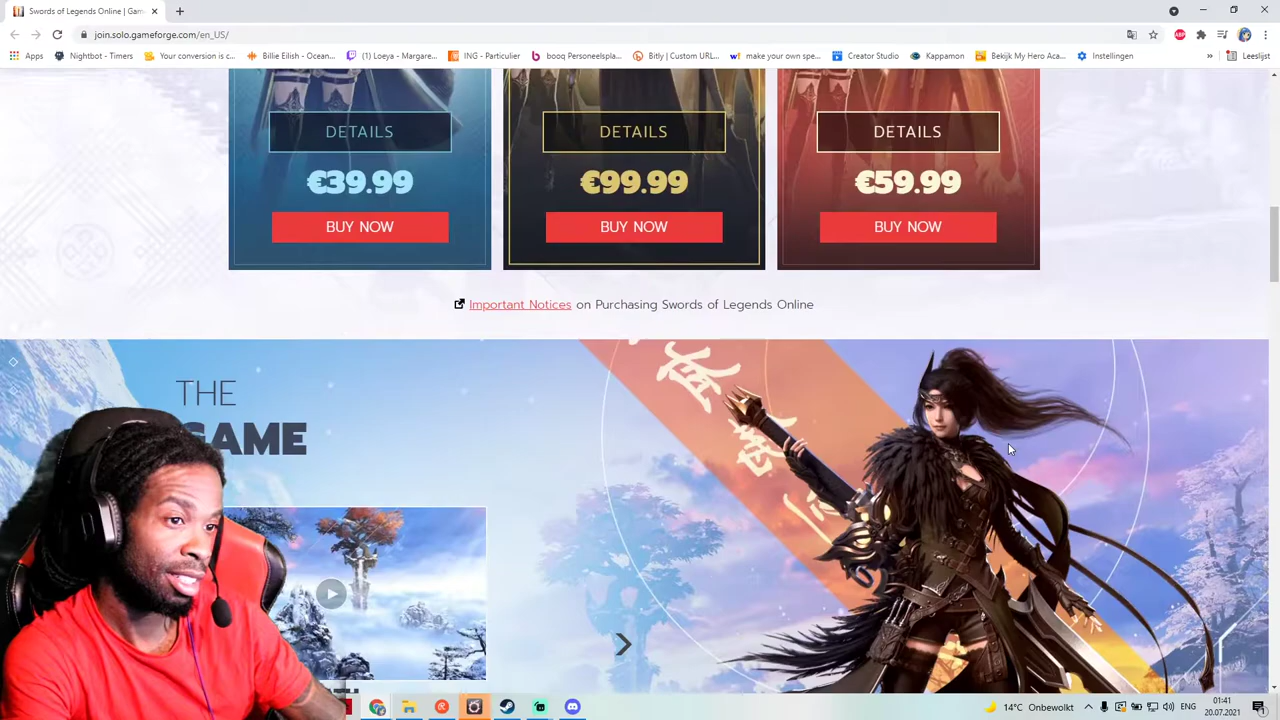 Swords of Legends Online | Gam
join.solo.gameforge.com/en_US/
Apps
Nightbot - Timers
Your conversion is c...
Billie Eilish - Ocean...
(1) Loeya - Margare...
ING - Particulier
booq Personeelspla...
Bitly | Custom URL...
make your own spe...
Creator Studio
Kappamon
Bekijk My Hero Aca...
Instellingen
»
Leeslijst
DETAILS DETAILS DETAILS
€39.99 €99.99 €59.99
BUY NOW BUY NOW BUY NOW
Important Notices on Purchasing Swords of Legends Online
THE
GAME
14°C Onbewolkt
ENG
01:41
20.07.2021